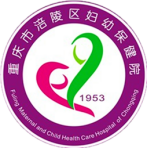 重庆市涪陵区妇幼保健院
1953
Fuling Maternal and Child Health Care Hospital of Chongqing